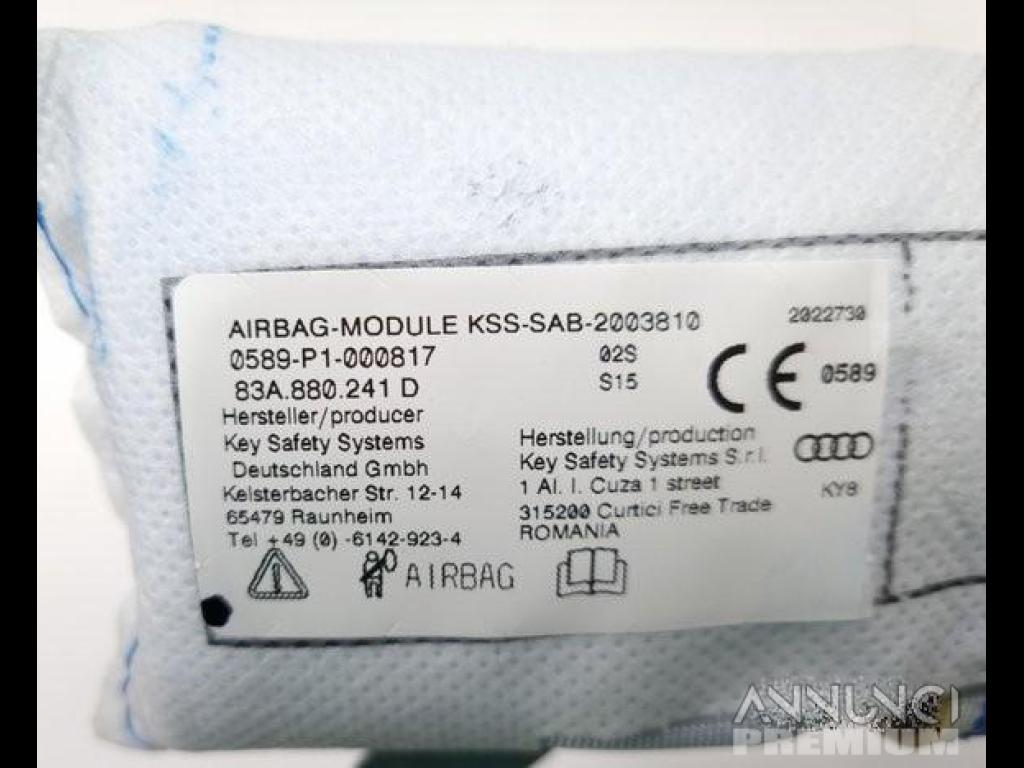 AIRBAG-MODULE KSS-SAB-2003810
2022730
0589-P1-000817
02S
83A.880.241 D
S15
CE 0589
Hersteller/producer
Key Safety Systems
Deutschland Gmbh
Kelsterbacher Str. 12-14
65479 Raunheim
Tel +49 (0) -6142-923-4
Herstellung/production
Key Safety Systems S.r.l.
1 Al. I. Cuza 1 street
315200 Curtici Free Trade
ROMANIA
KY8
AIRBAG
ANNUNCI
PREMIUM